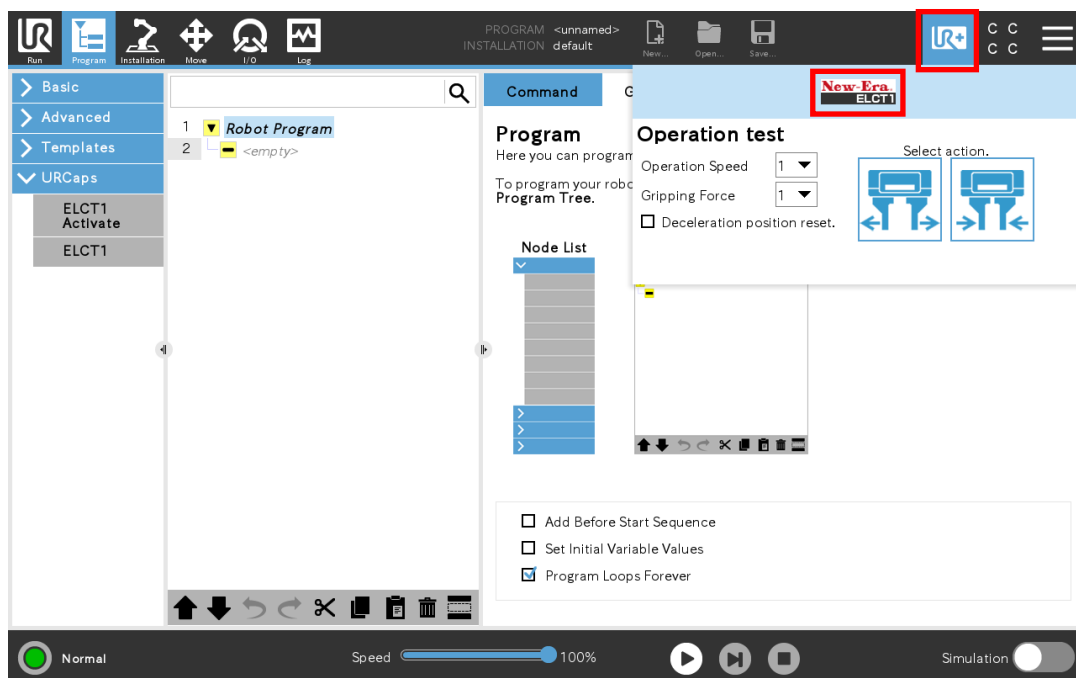 UR
Run
Program
Installation
Move
I/O
Log
PROGRAM <unnamed>
INSTALLATION default
New...
Open...
Save...
UR+
C C
C C
Basic
Advanced
Templates
URCaps
ELCT1
Activate
ELCT1
1 Robot Program
2 <empty>
Command
G
Program
Here you can program
To program your robo
Program Tree.
Node List
New-Era
ELCT1
Operation test
Operation Speed 1
Gripping Force 1
Deceleration position reset.
Select action.
Add Before Start Sequence
Set Initial Variable Values
Program Loops Forever
Normal
Speed 100%
Simulation